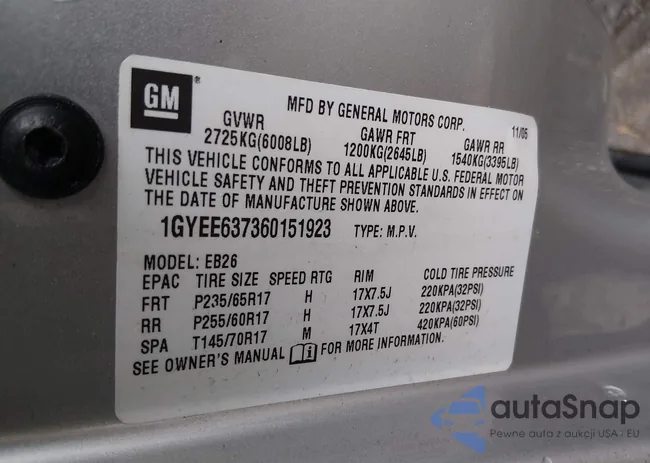 GM
MFD BY GENERAL MOTORS CORP.
11/05
GVWR GAWR FRT GAWR RR
2725KG(6008LB) 1200KG(2645LB) 1540KG(3395LB)
THIS VEHICLE CONFORMS TO ALL APPLICABLE U.S. FEDERAL MOTOR
VEHICLE SAFETY AND THEFT PREVENTION STANDARDS IN EFFECT ON
THE DATE OF MANUFACTURE SHOWN ABOVE.
1GYEE637360151923 TYPE: M.P.V.
MODEL: EB26
EPAC TIRE SIZE SPEED RTG RIM COLD TIRE PRESSURE
FRT P235/65R17 H 17X7.5J 220KPA(32PSI)
RR P255/60R17 H 17X7.5J 220KPA(32PSI)
SPA T145/70R17 M 17X4T 420KPA(60PSI)
SEE OWNER'S MANUAL FOR MORE INFORMATION.
autaSnap
Pewne auta z aukcji USA i EU